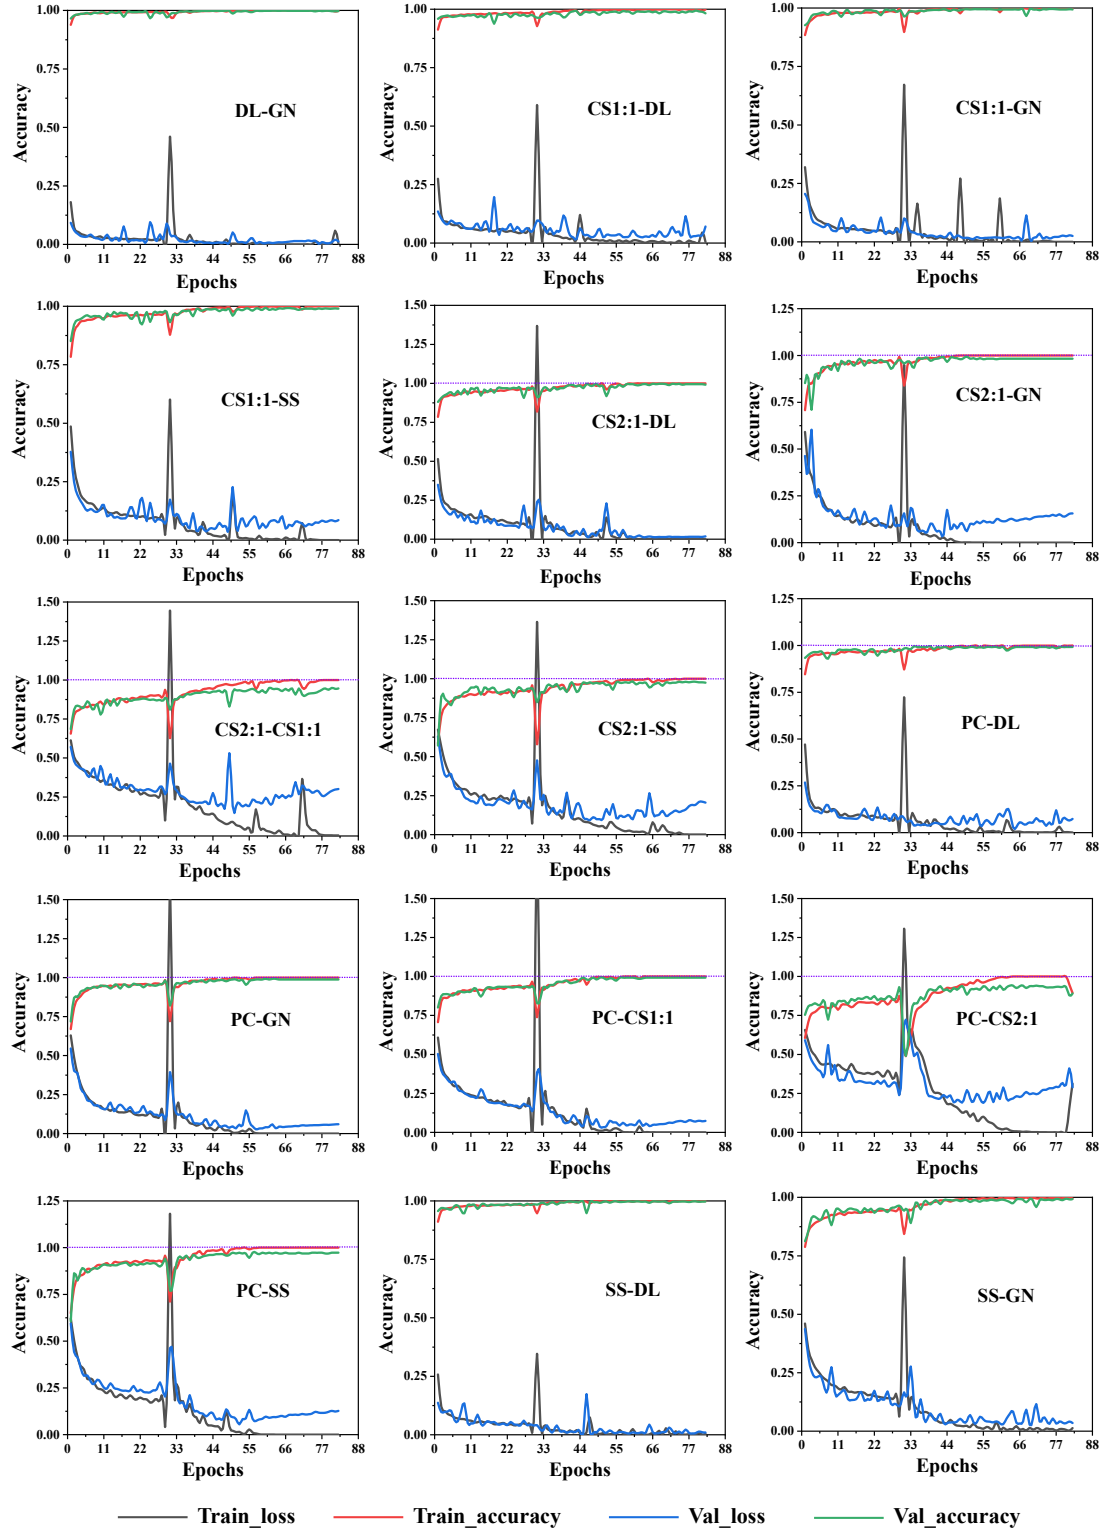 1.00
0.75
0.50
0.25
0.00
Accuracy
DL-GN
0 11 22 33 44 55 66 77 88
Epochs
1.00
0.75
0.50
0.25
0.00
Accuracy
CS1:1-DL
0 11 22 33 44 55 66 77 88
Epochs
1.00
0.75
0.50
0.25
0.00
Accuracy
CS1:1-GN
0 11 22 33 44 55 66 77 88
Epochs
1.00
0.75
0.50
0.25
0.00
Accuracy
CS1:1-SS
0 11 22 33 44 55 66 77 88
Epochs
1.50
1.25
1.00
0.75
0.50
0.25
0.00
Accuracy
CS2:1-DL
0 11 22 33 44 55 66 77 88
Epochs
1.25
1.00
0.75
0.50
0.25
0.00
Accuracy
CS2:1-GN
0 11 22 33 44 55 66 77 88
Epochs
1.50
1.25
1.00
0.75
0.50
0.25
0.00
Accuracy
CS2:1-CS1:1
0 11 22 33 44 55 66 77 88
Epochs
1.50
1.25
1.00
0.75
0.50
0.25
0.00
Accuracy
CS2:1-SS
0 11 22 33 44 55 66 77 88
Epochs
1.25
1.00
0.75
0.50
0.25
0.00
Accuracy
PC-DL
0 11 22 33 44 55 66 77 88
Epochs
1.50
1.25
1.00
0.75
0.50
0.25
0.00
Accuracy
PC-GN
0 11 22 33 44 55 66 77 88
Epochs
1.50
1.25
1.00
0.75
0.50
0.25
0.00
Accuracy
PC-CS1:1
0 11 22 33 44 55 66 77 88
Epochs
1.50
1.25
1.00
0.75
0.50
0.25
0.00
Accuracy
PC-CS2:1
0 11 22 33 44 55 66 77 88
Epochs
1.25
1.00
0.75
0.50
0.25
0.00
Accuracy
PC-SS
0 11 22 33 44 55 66 77 88
Epochs
1.00
0.75
0.50
0.25
0.00
Accuracy
SS-DL
0 11 22 33 44 55 66 77 88
Epochs
1.00
0.75
0.50
0.25
0.00
Accuracy
SS-GN
0 11 22 33 44 55 66 77 88
Epochs
Train_loss Train_accuracy Val_loss Val_accuracy